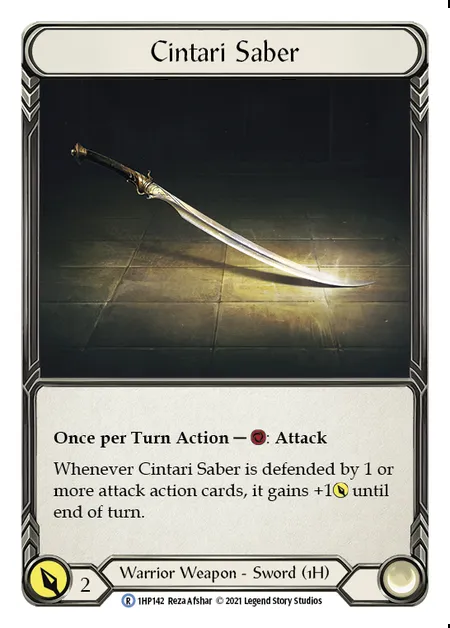 Cintari Saber
Once per Turn Action — : Attack
Whenever Cintari Saber is defended by 1 or
more attack action cards, it gains +1 until
end of turn.
2
Warrior Weapon - Sword (1H)
R 1HP142 Reza Afshar © 2021 Legend Story Studios